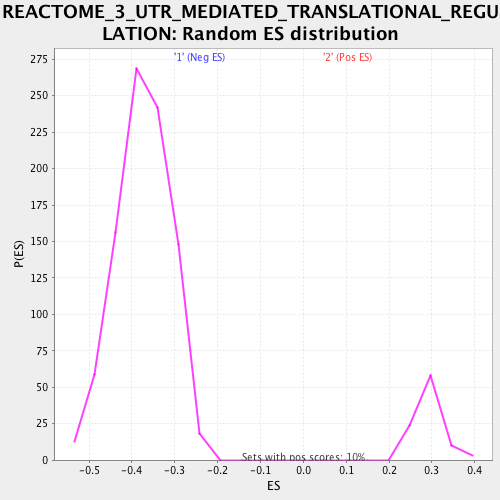 REACTOME_3_UTR_MEDIATED_TRANSLATIONAL_REGU
LATION: Random ES distribution
'1' (Neg ES)
'2' (Pos ES)
275
250
225
200
175
150
125
100
75
50
25
0
P(ES)
Sets with pos scores: 10%
-0.5 -0.4 -0.3 -0.2 -0.1 0.0 0.1 0.2 0.3 0.4
ES